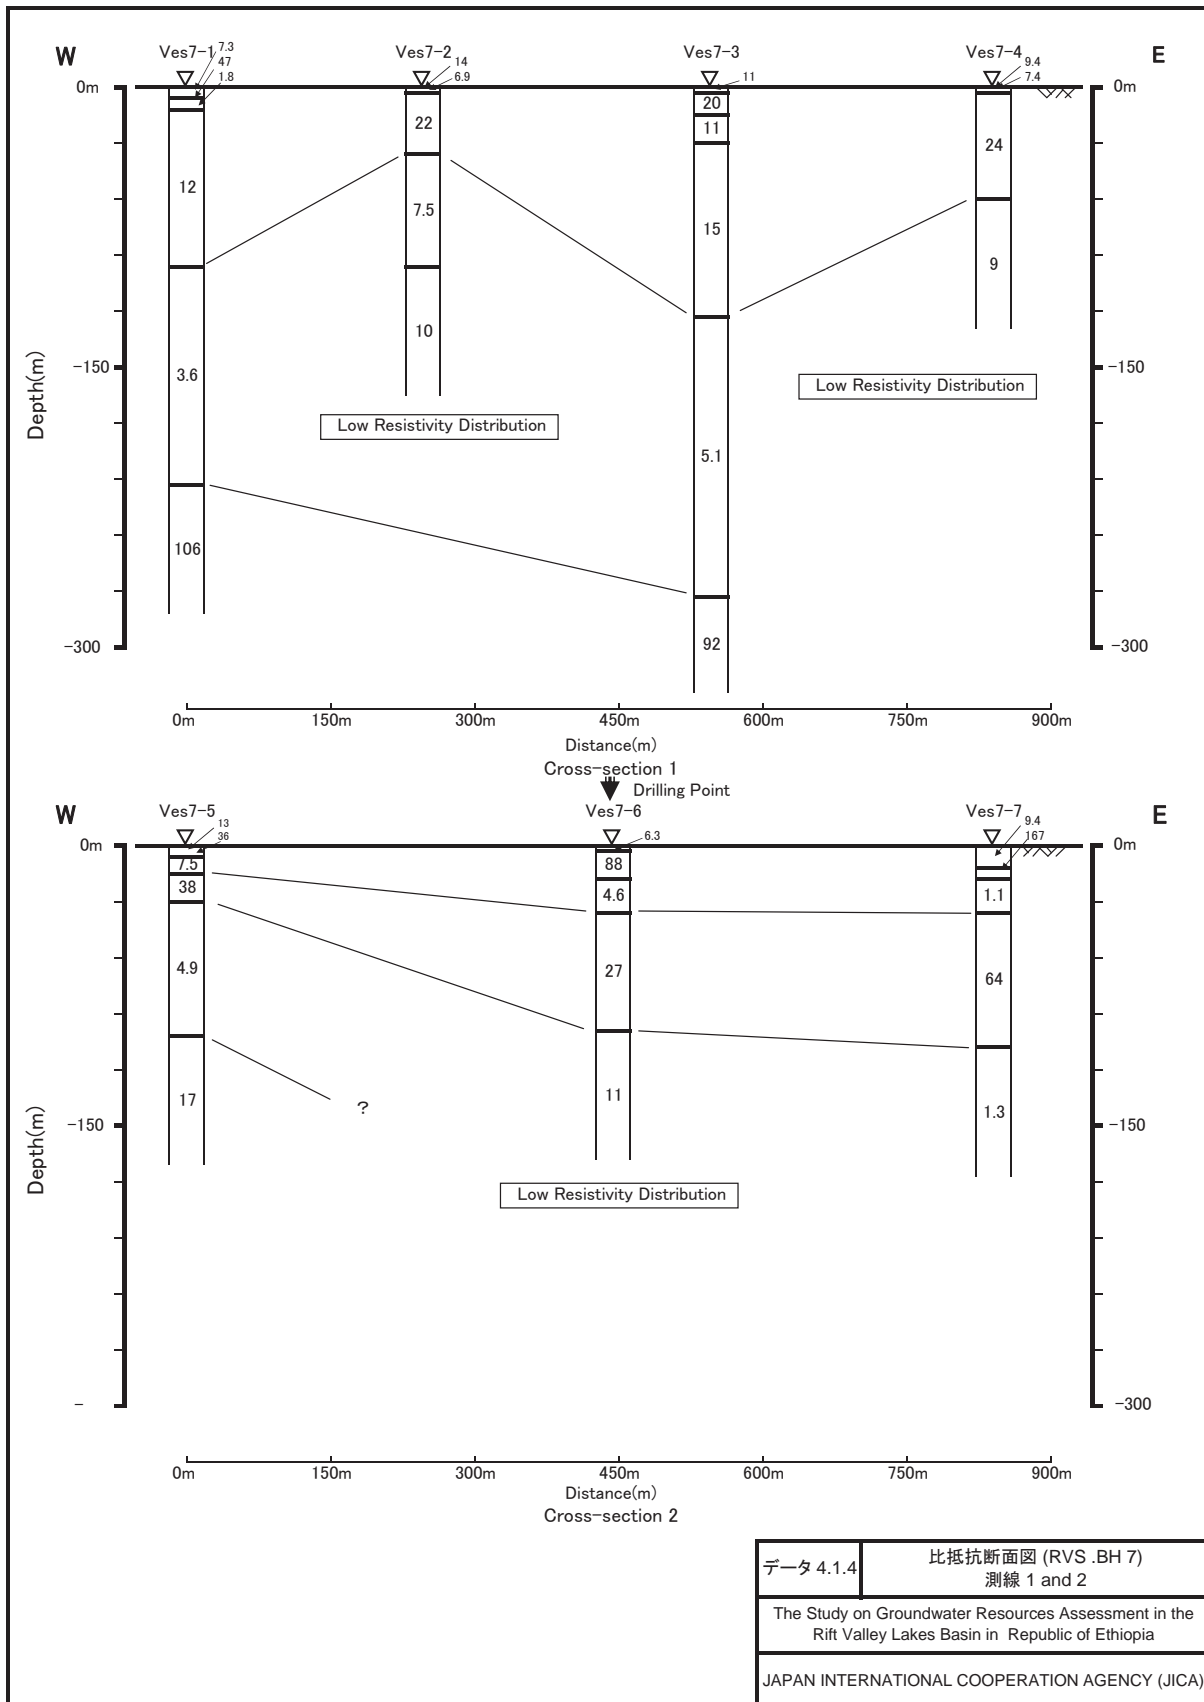 W
E
Ves7-1
7.3
47
1.8
Ves7-2
14
6.9
Ves7-3
11
Ves7-4
9.4
7.4
0m
0m
20
22
11
24
12
7.5
15
9
10
Depth(m)
-150
-150
3.6
Low Resistivity Distribution
Low Resistivity Distribution
5.1
106
-300
92
-300
0m
150m
300m
450m
600m
750m
900m
Distance(m)
Cross-section 1
Drilling Point
W
E
Ves7-5
13
36
Ves7-6
6.3
Ves7-7
9.4
167
0m
0m
7.5
88
38
4.6
1.1
4.9
27
64
17
?
11
1.3
Depth(m)
-150
-150
Low Resistivity Distribution
-
-300
0m
150m
300m
450m
600m
750m
900m
Distance(m)
Cross-section 2
データ 4.1.4
比抵抗断面図 (RVS .BH 7)
測線 1 and 2
The Study on Groundwater Resources Assessment in the
Rift Valley Lakes Basin in Republic of Ethiopia
JAPAN INTERNATIONAL COOPERATION AGENCY (JICA)